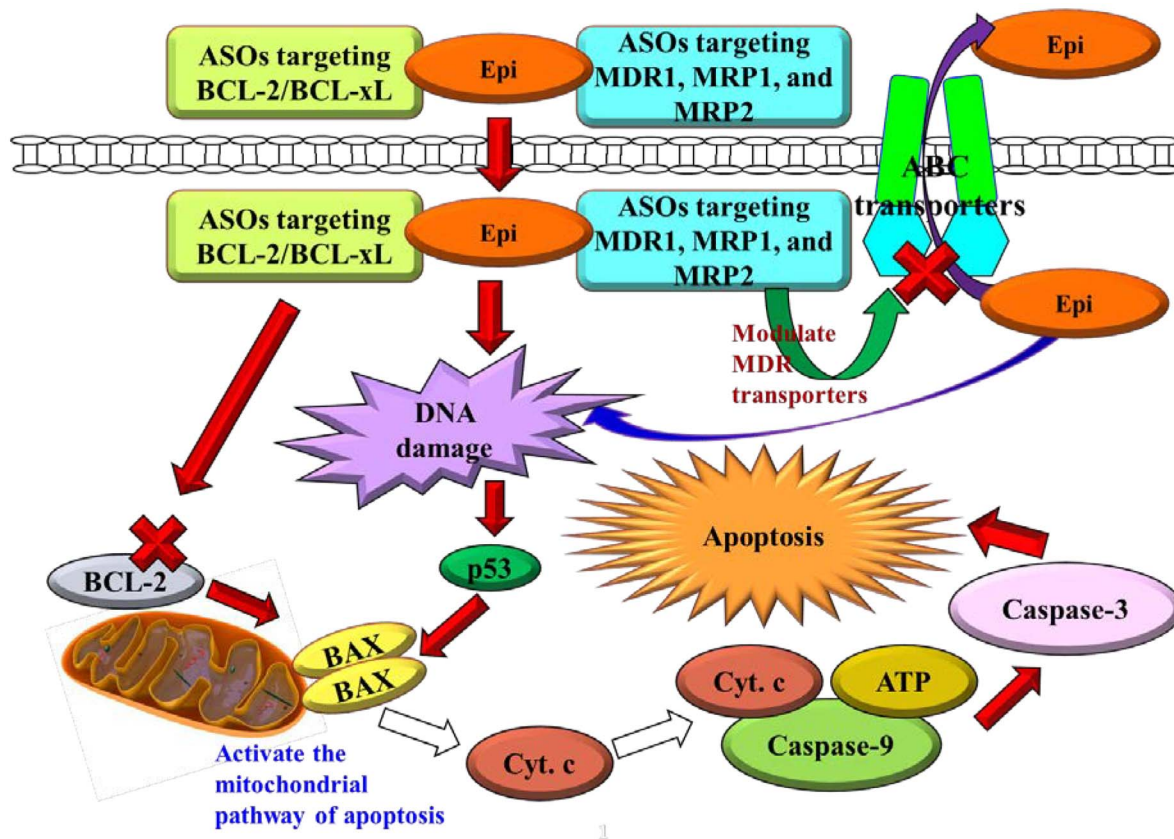 ASOs targeting
BCL-2/BCL-xL
Epi
ASOs targeting
MDR1, MRP1, and
MRP2
Epi
ABC
transporters
ASOs targeting
BCL-2/BCL-xL
Epi
ASOs targeting
MDR1, MRP1, and
MRP2
Epi
Modulate
MDR
transporters
DNA
damage
Apoptosis
p53
BCL-2
Caspase-3
BAX
BAX
Cyt. c
ATP
Caspase-9
Cyt. c
Activate the
mitochondrial
pathway of apoptosis
1